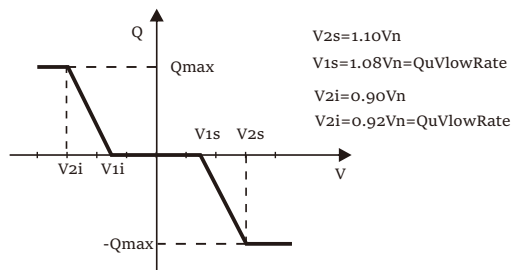 Q
V2s=1.10Vn
Qmax
V1s=1.08Vn=QuVlowRate
V2i=0.90Vn
V2i=0.92Vn=QuVlowRate
V1s
V2s
V2i
V1i
V
-Qmax